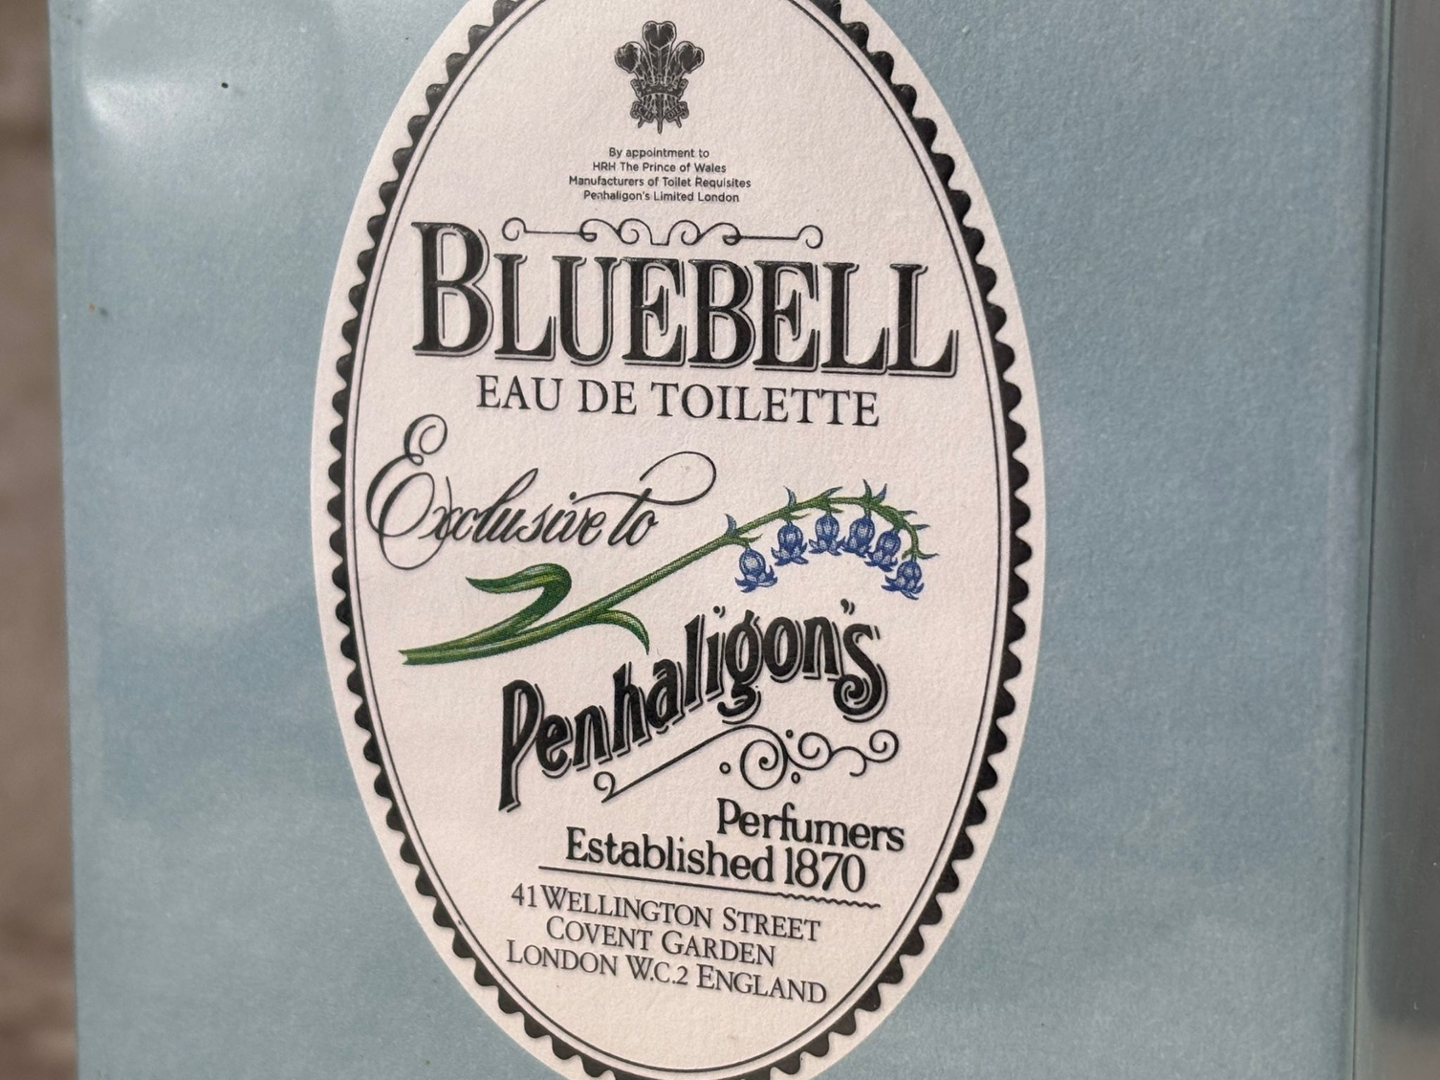 By appointment to
HRH The Prince of Wales
Manufacturers of Toilet Requisites
Penhaligon's Limited London
BLUEBELL
EAU DE TOILETTE
Exclusive to
Penhaligon's
Perfumers
Established 1870
41 WELLINGTON STREET
COVENT GARDEN
LONDON W.C.2 ENGLAND